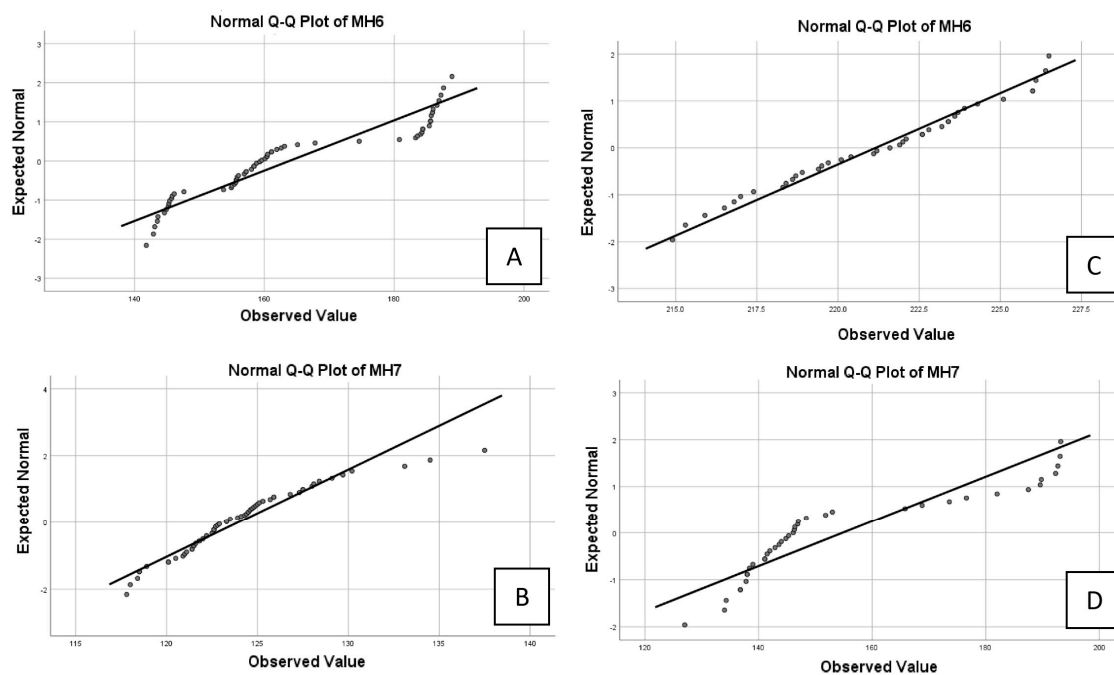 Normal Q-Q Plot of MH6
Expected Normal
3
2
1
0
-1
-2
-3
140
160
180
200
Observed Value
A
Normal Q-Q Plot of MH6
Expected Normal
2
1
0
-1
-2
-3
215.0
217.5
220.0
222.5
225.0
227.5
Observed Value
C
Normal Q-Q Plot of MH7
Expected Normal
4
2
0
-2
115
120
125
130
135
140
Observed Value
B
Normal Q-Q Plot of MH7
Expected Normal
3
2
1
0
-1
-2
120
140
160
180
200
Observed Value
D